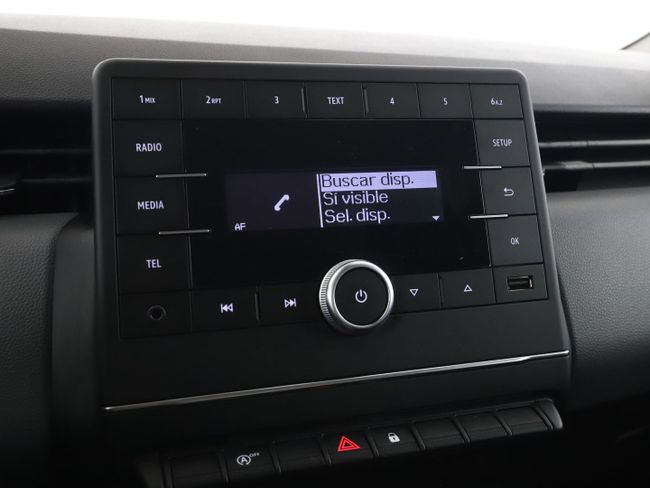 1 MIX 2 RPT 3 TEXT 4 5 6 A.Z
RADIO
SETUP
MEDIA
TEL
OK
Buscar disp.
Si visible
Sel. disp.
AF
OFF